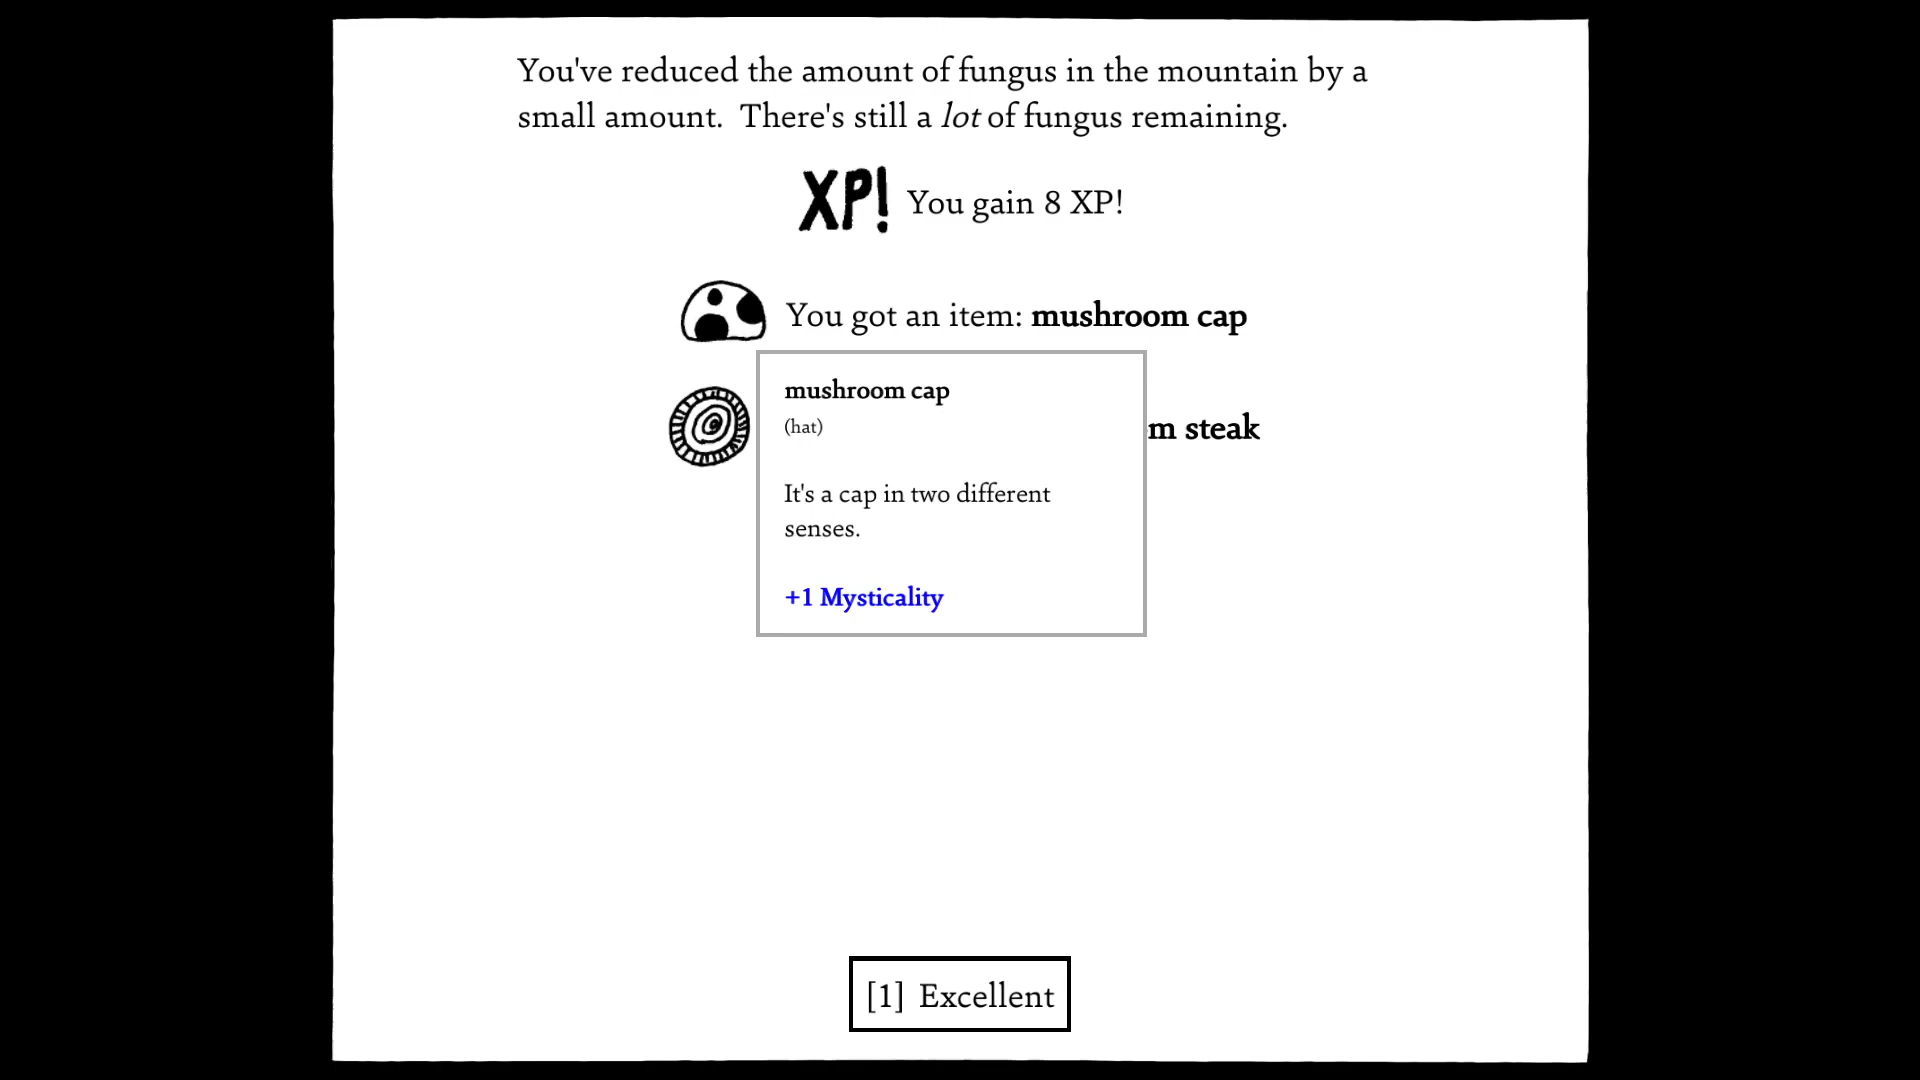 You've reduced the amount of fungus in the mountain by a
small amount.  There's still a lot of fungus remaining.
XP! You gain 8 XP!
You got an item: mushroom cap
mushroom cap
(hat)
m steak
It's a cap in two different
senses.
+1 Mysticality
[1] Excellent